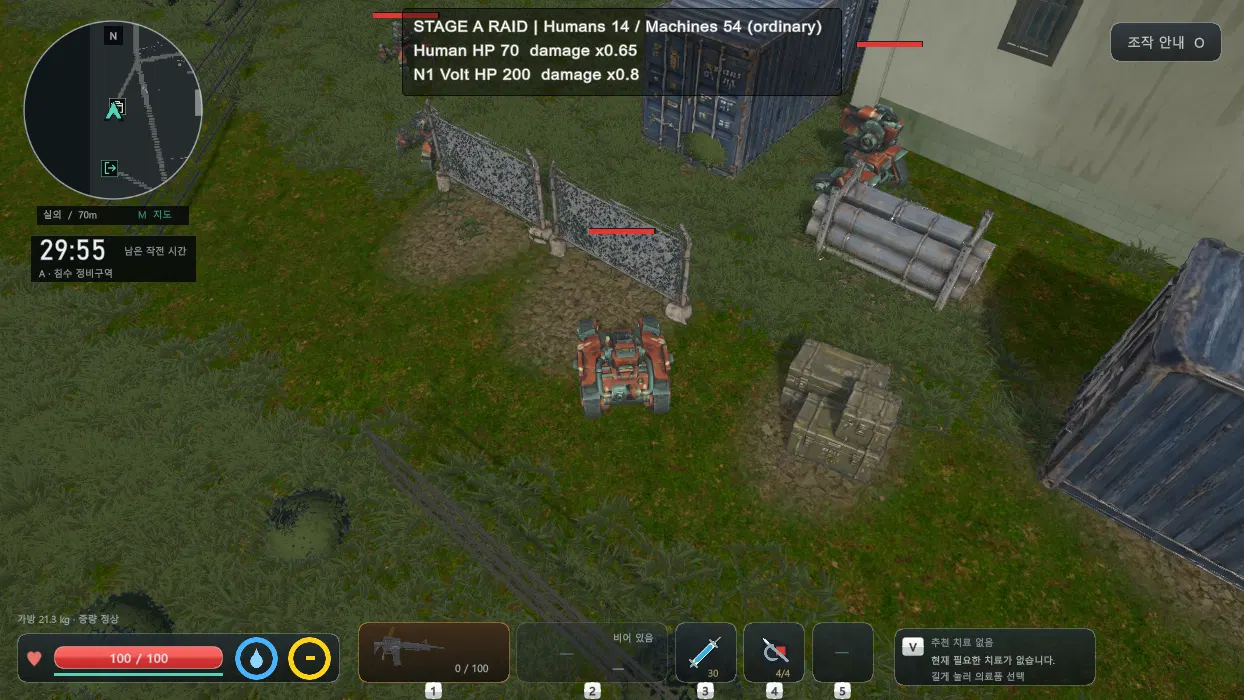 STAGE A RAID | Humans 14 / Machines 54 (ordinary)
Human HP 70 damage x0.65
N1 Volt HP 200 damage x0.8
조작 안내 O
N
실외 / 70m M 지도
29:55 남은 작전 시간
A · 침수 정비구역
가방 21.3 kg · 중량 정상
100 / 100
0 / 100
비어 있음
30
4/4
1
2
3
4
5
V
추천 치료 없음
현재 필요한 치료가 없습니다.
길게 눌러 의료품 선택